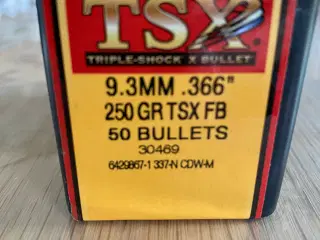 TSX
TRIPLE-SHOCK X BULLET
9.3MM .366"
250 GR TSX FB
50 BULLETS
30469
6429867-1 337-N CDW-M